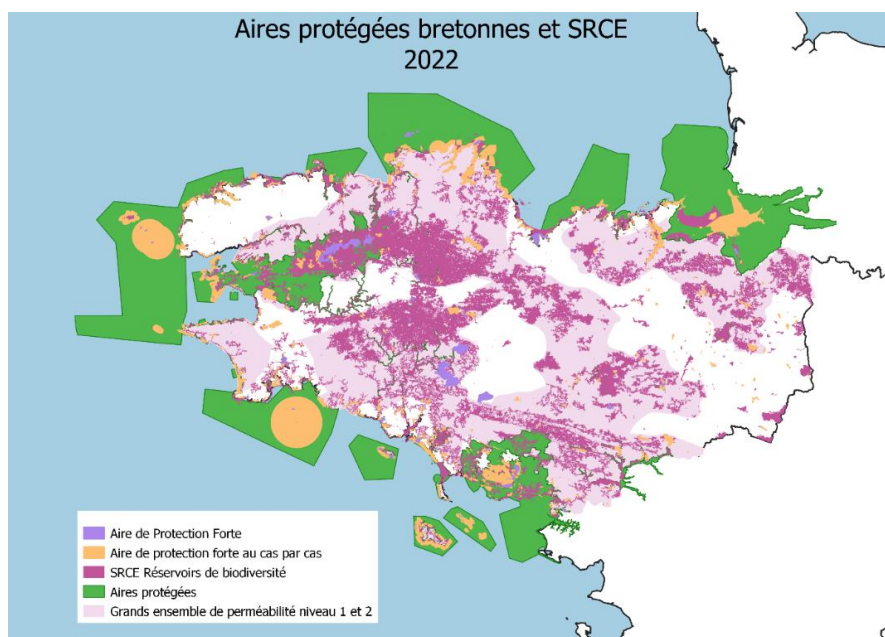 Aires protégées bretonnes et SRCE
2022
Aire de Protection Forte
Aire de protection forte au cas par cas
SRCE Réservoirs de biodiversité
Aires protégées
Grands ensemble de perméabilité niveau 1 et 2